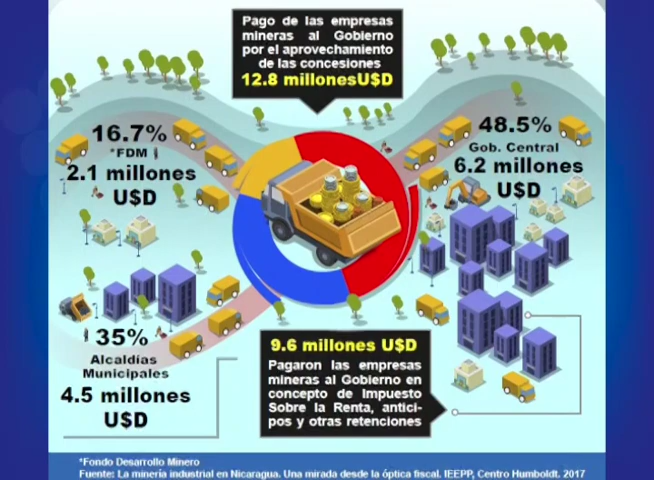 Pago de las empresas
mineras al Gobierno
por el aprovechamiento
de las concesiones
12.8 millonesU$D
16.7%
*FDM
2.1 millones
U$D
48.5%
Gob. Central
6.2 millones
U$D
35%
Alcaldías
Municipales
4.5 millones
U$D
9.6 millones U$D
Pagaron las empresas
mineras al Gobierno en
concepto de Impuesto
Sobre la Renta, antici-
pos y otras retenciones
*Fondo Desarrollo Minero
Fuente: La minería industrial en Nicaragua. Una mirada desde la óptica fiscal. IEEPP, Centro Humboldt. 2017